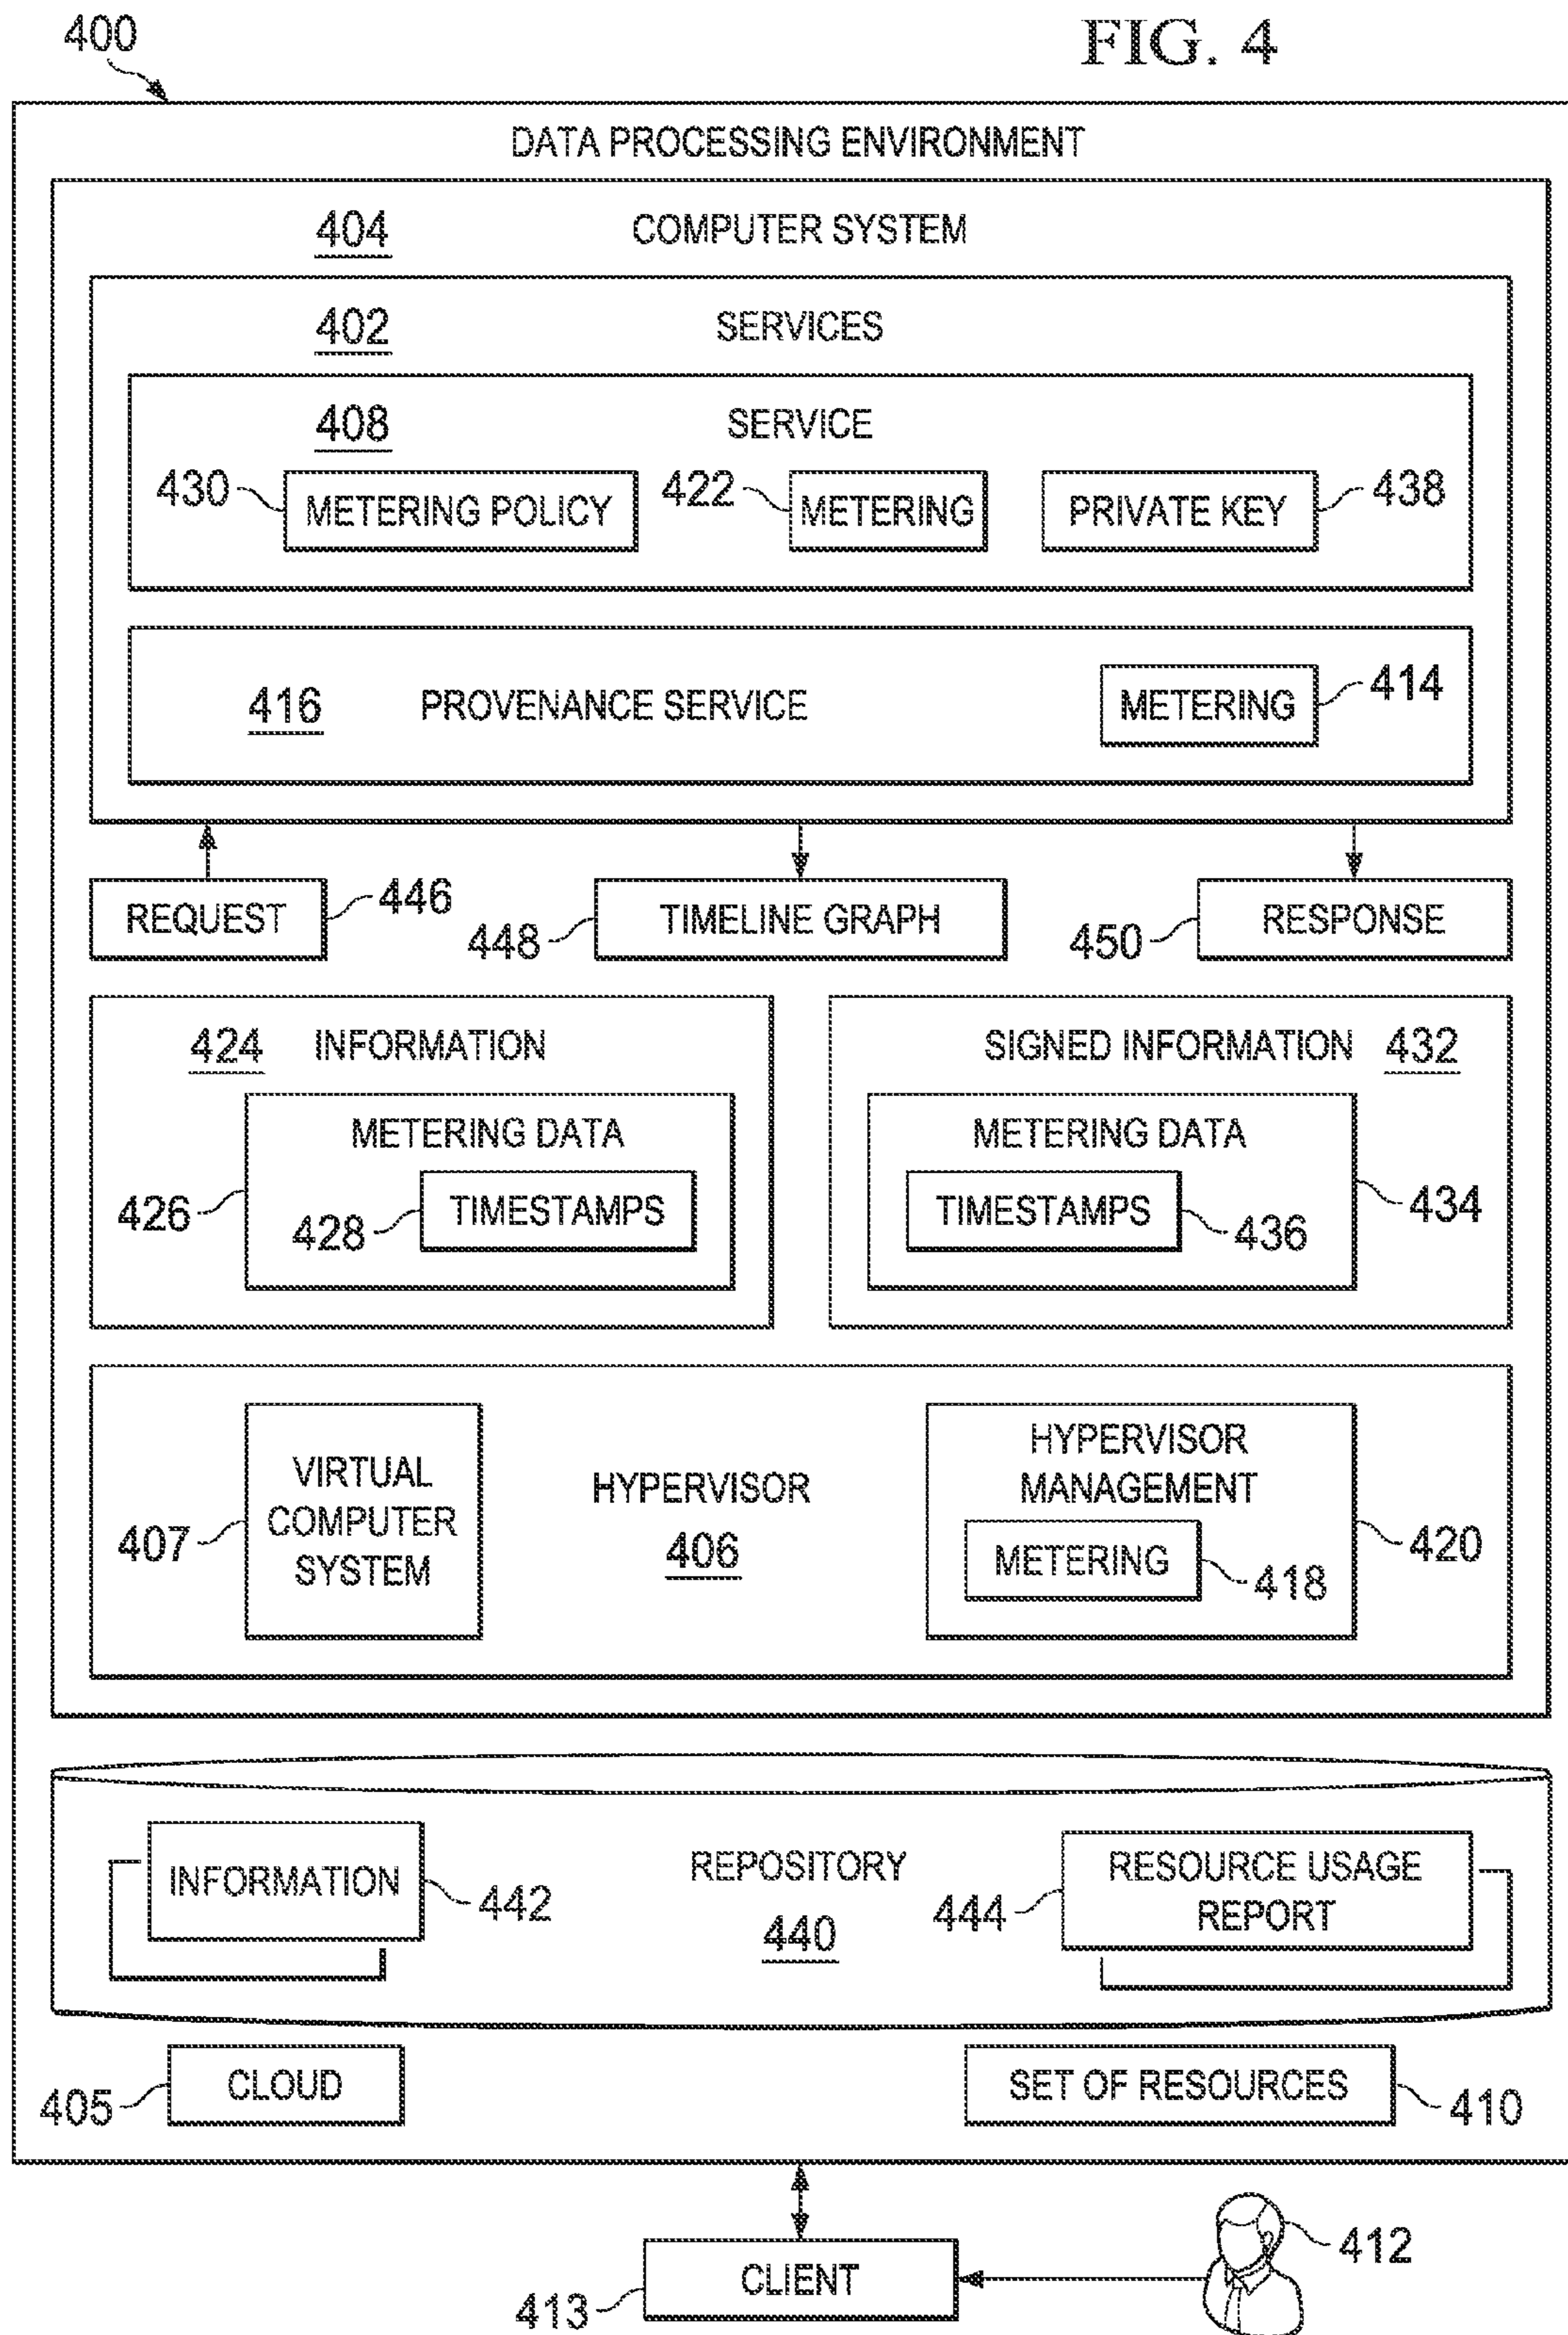 400
FIG. 4
DATA PROCESSING ENVIRONMENT
404 COMPUTER SYSTEM
402 SERVICES
408 SERVICE
430 METERING POLICY 422 METERING PRIVATE KEY 438
416 PROVENANCE SERVICE METERING 414
REQUEST 446 448 TIMELINE GRAPH 450 RESPONSE
424 INFORMATION
METERING DATA
426 428 TIMESTAMPS
SIGNED INFORMATION 432
METERING DATA
TIMESTAMPS 436 434
407 VIRTUAL
COMPUTER
SYSTEM
HYPERVISOR
406
HYPERVISOR
MANAGEMENT
METERING 418 420
INFORMATION 442
REPOSITORY
440
444 RESOURCE USAGE
REPORT
405 CLOUD
SET OF RESOURCES 410
413 CLIENT
412